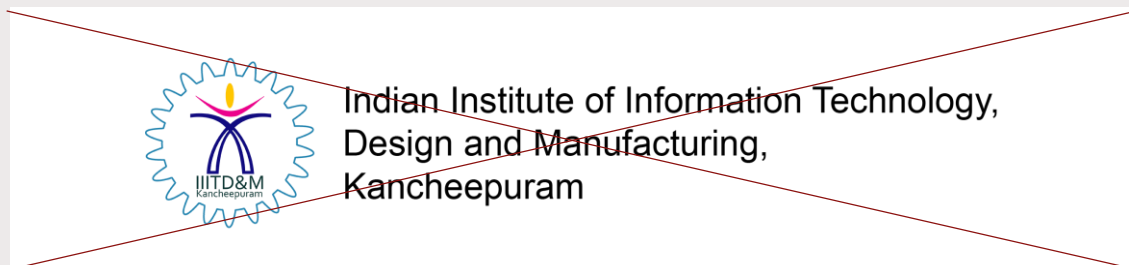 Indian Institute of Information Technology,
Design and Manufacturing,
Kancheepuram
IIITD&M
Kancheepuram